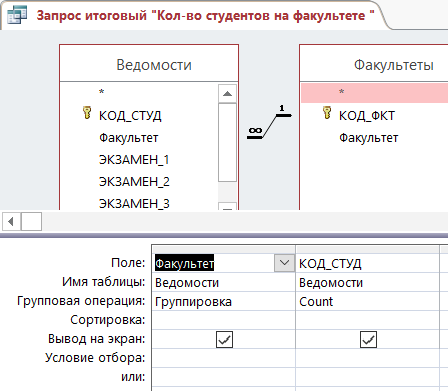 Запрос итоговый "Кол-во студентов на факультете "
Ведомости
*
КОД_СТУД
Факультет
ЭКЗАМЕН_1
ЭКЗАМЕН_2
ЭКЗАМЕН_3
∞ 1
Факультеты
*
КОД_ФКТ
Факультет
Поле: Факультет КОД_СТУД
Имя таблицы: Ведомости Ведомости
Групповая операция: Группировка Count
Сортировка:
Вывод на экран:
Условие отбора:
или: